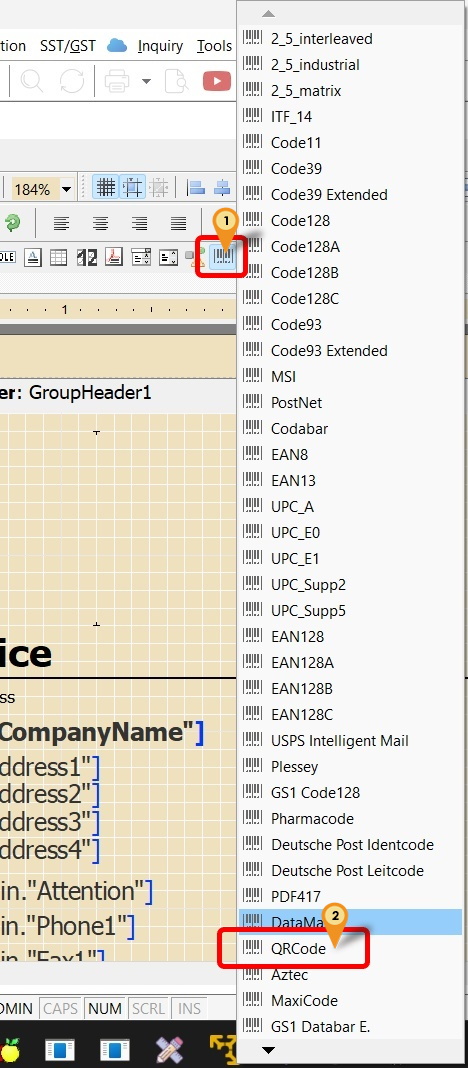 tion SST/GST Inquiry Tools
184%
1
OLE
1
er: GroupHeader1
ice
ss
CompanyName"]
ddress1"]
ddress2"]
ddress3"]
ddress4"]
in."Attention"]
in."Phone1"]
in."Fax1"]
DMIN CAPS NUM SCRL INS
2_5_interleaved
2_5_industrial
2_5_matrix
ITF_14
Code11
Code39
Code39 Extended
Code128
Code128A
Code128B
Code128C
Code93
Code93 Extended
MSI
PostNet
Codabar
EAN8
EAN13
UPC_A
UPC_E0
UPC_E1
UPC_Supp2
UPC_Supp5
EAN128
EAN128A
EAN128B
EAN128C
USPS Intelligent Mail
Plessey
GS1 Code128
Pharmacode
Deutsche Post Identcode
Deutsche Post Leitcode
PDF417
DataMa
2
QRCode
Aztec
MaxiCode
GS1 Databar E.